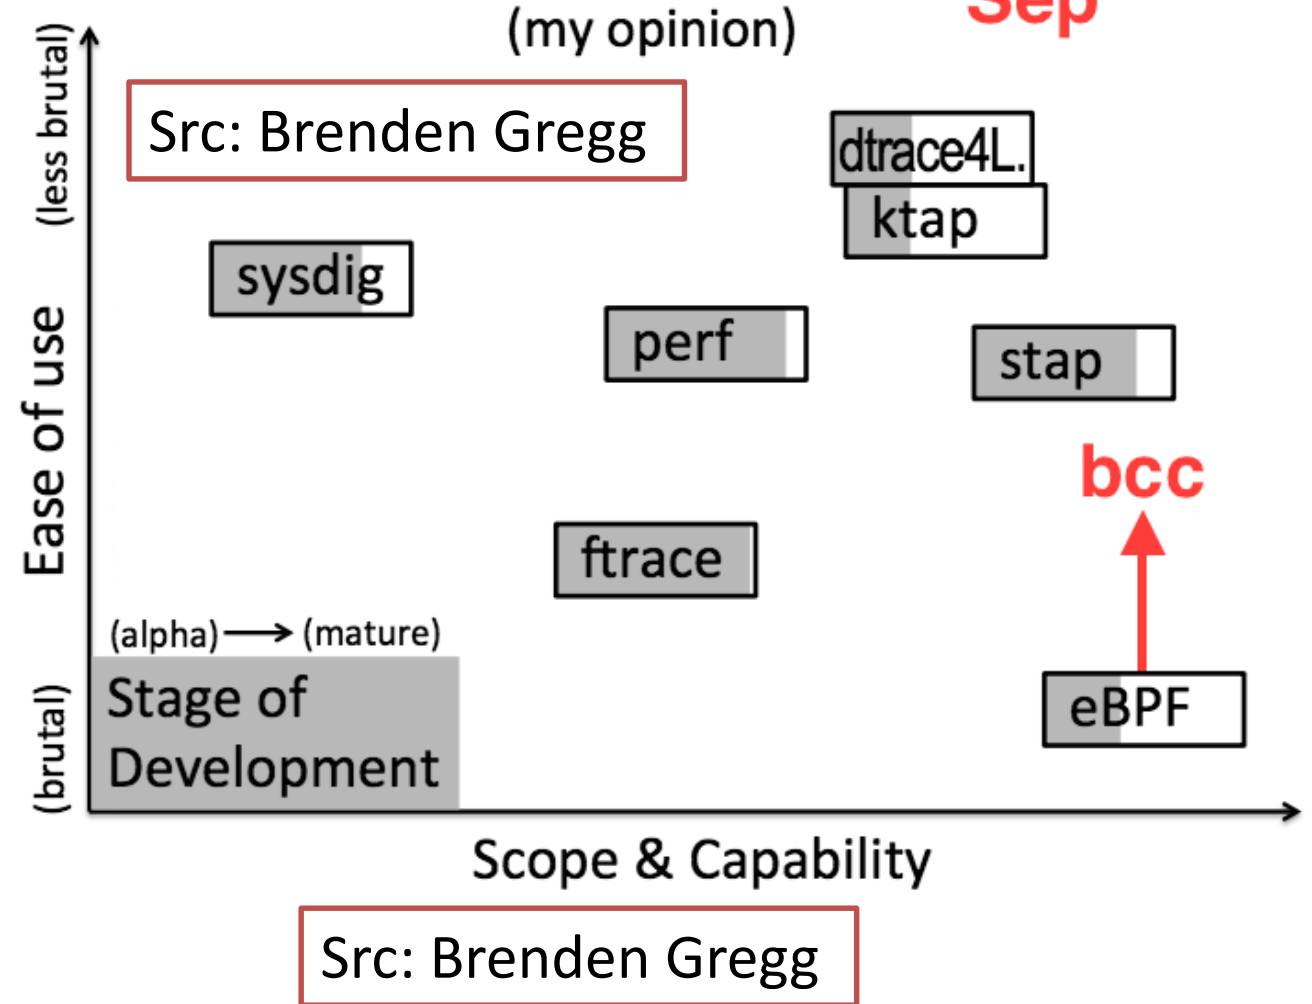 Sep
(my opinion)
(less brutal)
Src: Brenden Gregg
dtrace4L.
ktap
sysdig
perf
stap
Ease of use
bcc
ftrace
(alpha) (mature)
Stage of
Development
eBPF
(brutal)
Scope & Capability
Src: Brenden Gregg